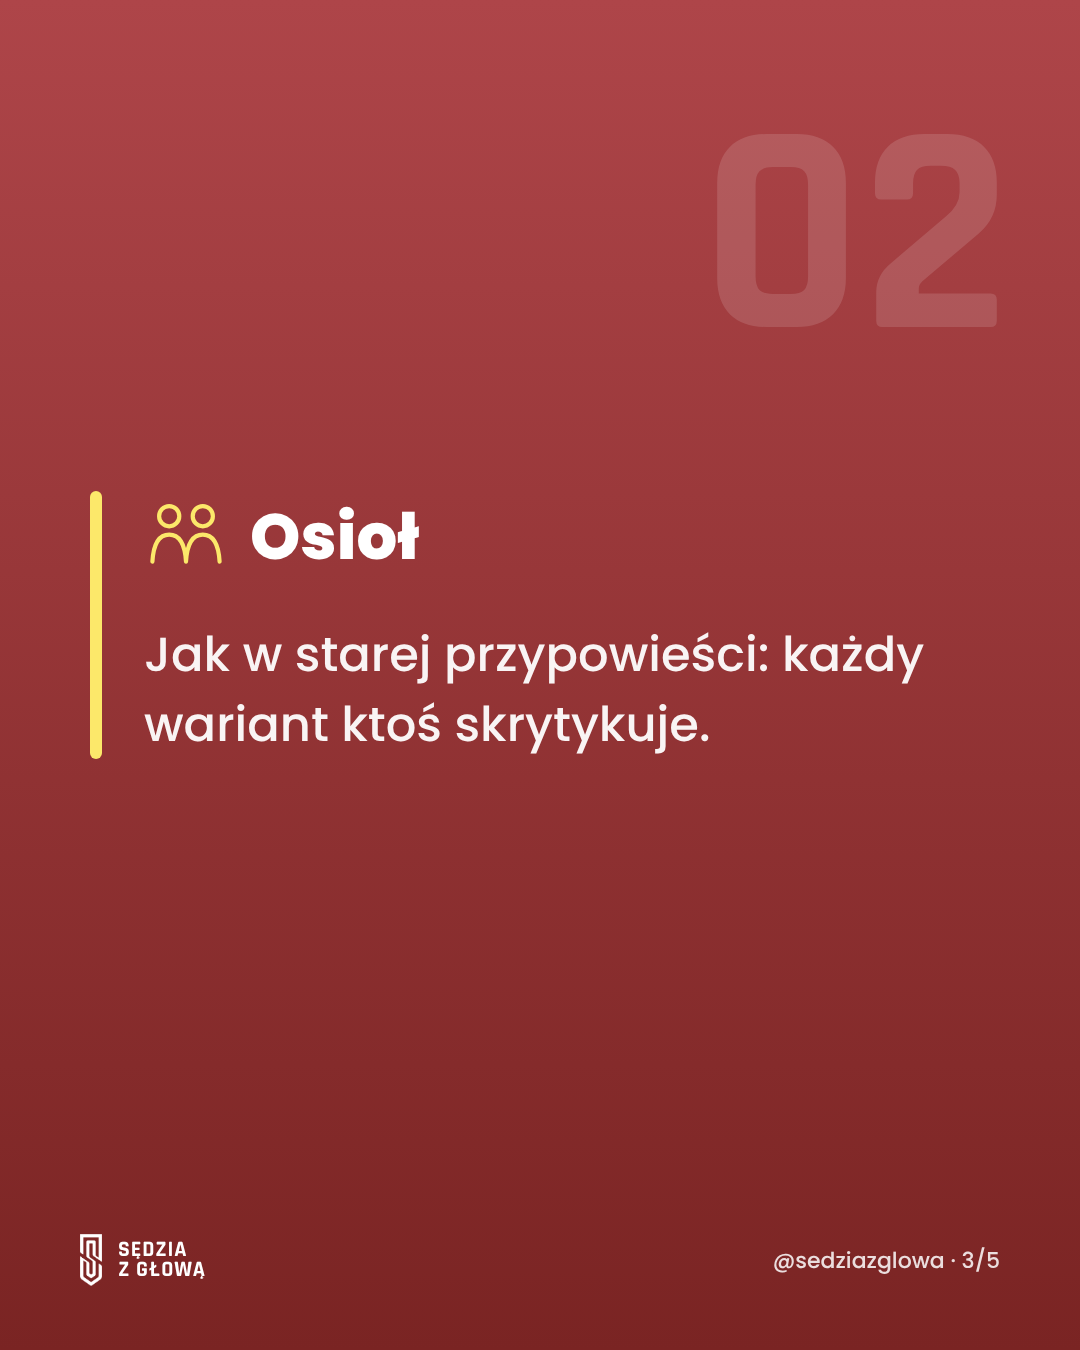 02
Osioł
Jak w starej przypowieści: każdy
wariant ktoś skrytykuje.
SĘDZIA
Z GŁOWĄ
@sedziazglowa · 3/5